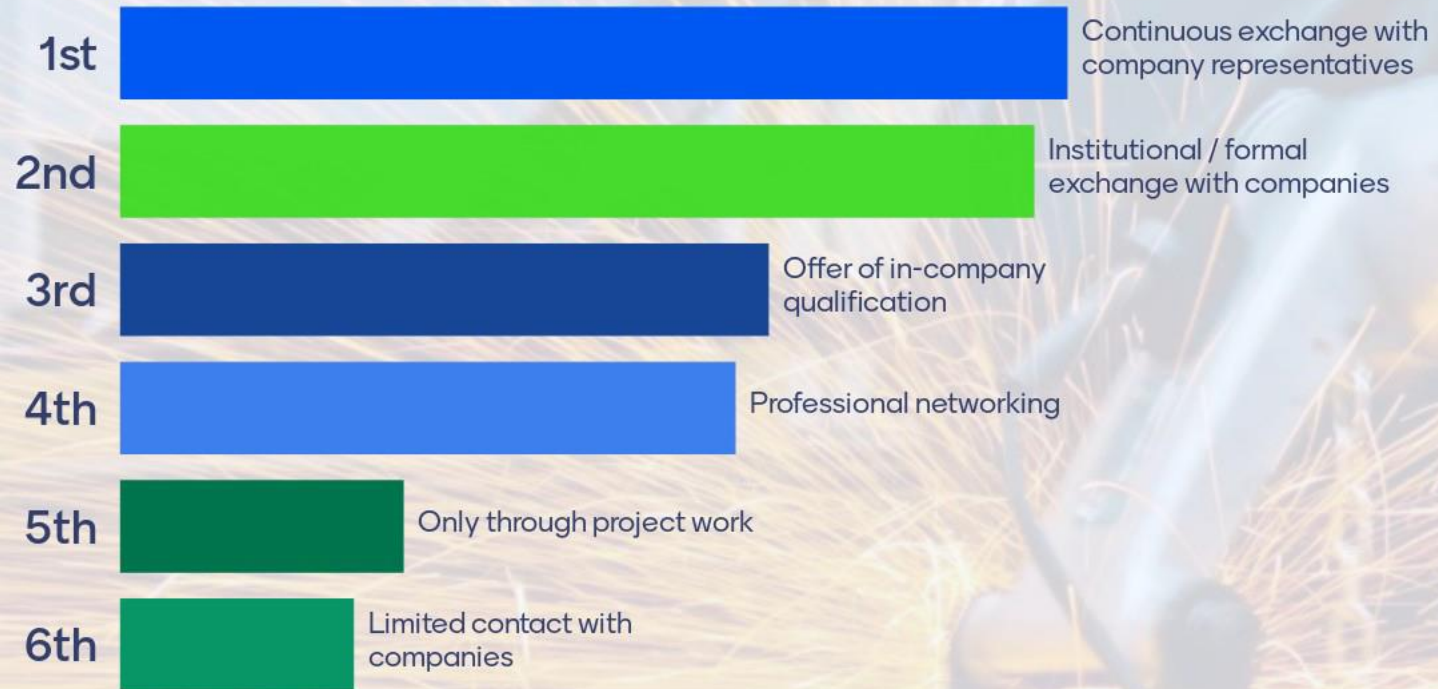 1st
Continuous exchange with
company representatives
2nd
Institutional / formal
exchange with companies
3rd
Offer of in-company
qualification
4th
Professional networking
5th
Only through project work
6th
Limited contact with
companies